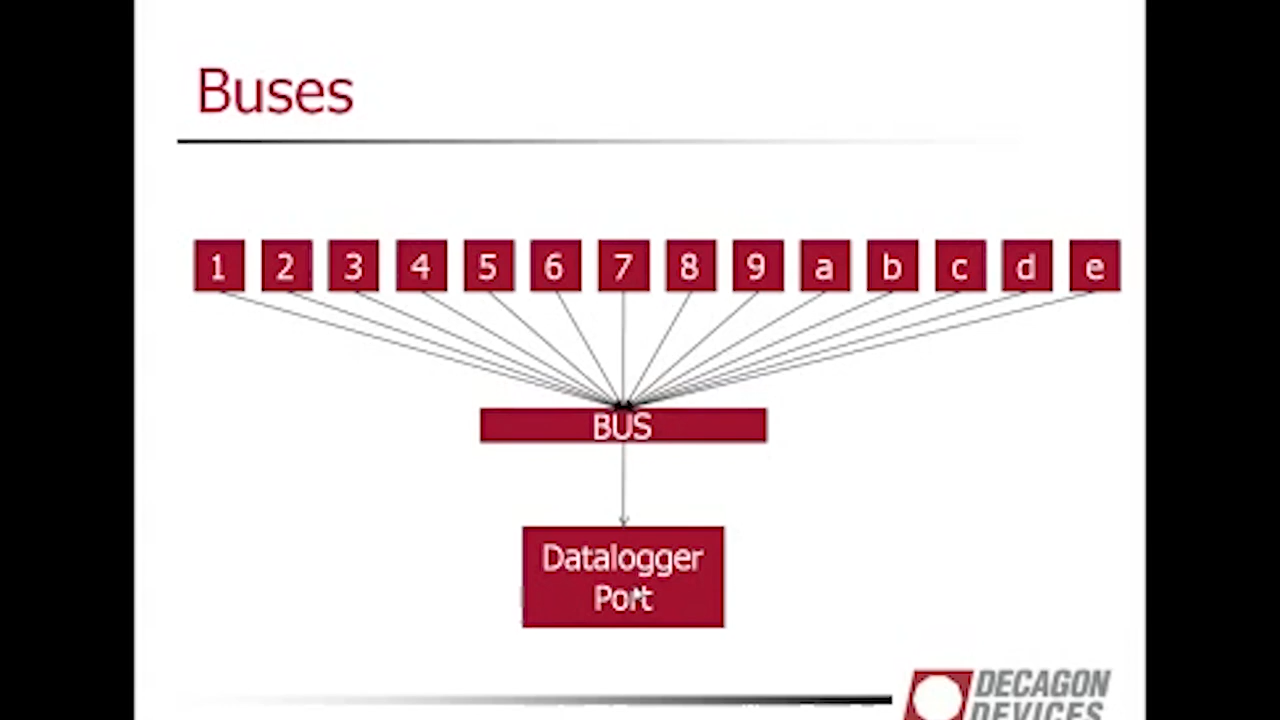 Buses
1 2 3 4 5 6 7 8 9 a b c d e
BUS
Datalogger
Port
DECAGON
DEVICES